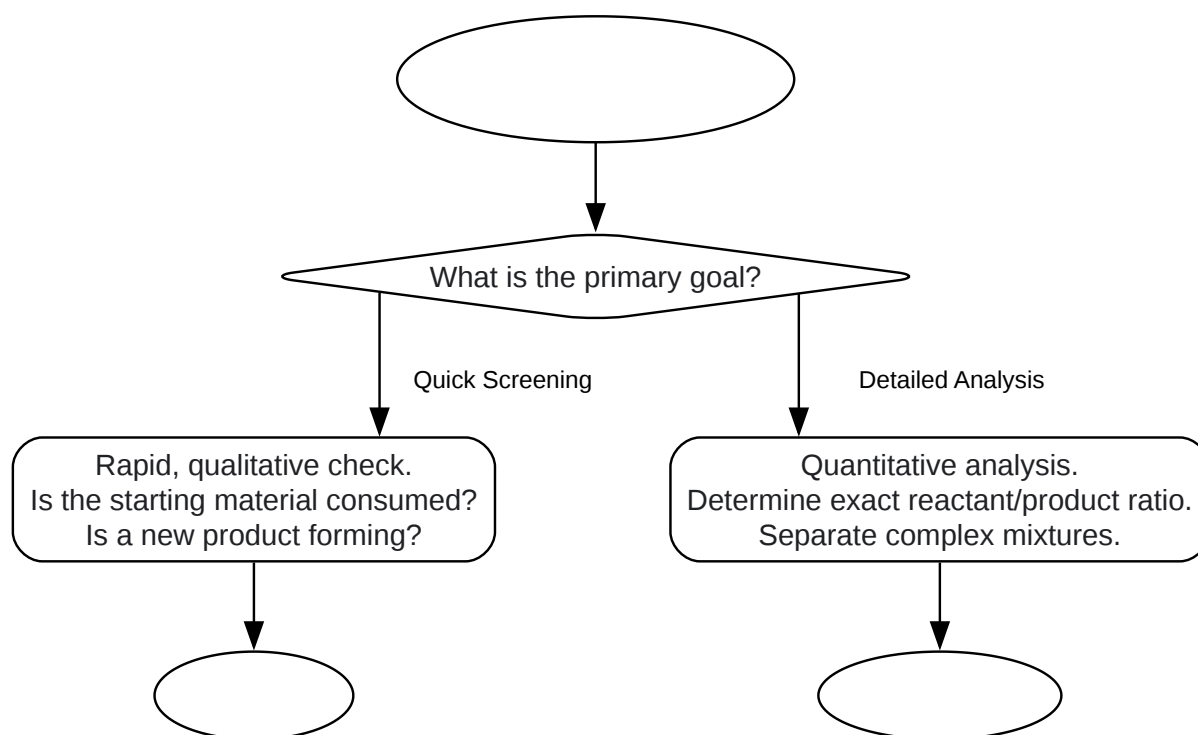 What is the primary goal?
Quick Screening
Detailed Analysis
Rapid, qualitative check.
Is the starting material consumed?
Is a new product forming?
Quantitative analysis.
Determine exact reactant/product ratio.
Separate complex mixtures.